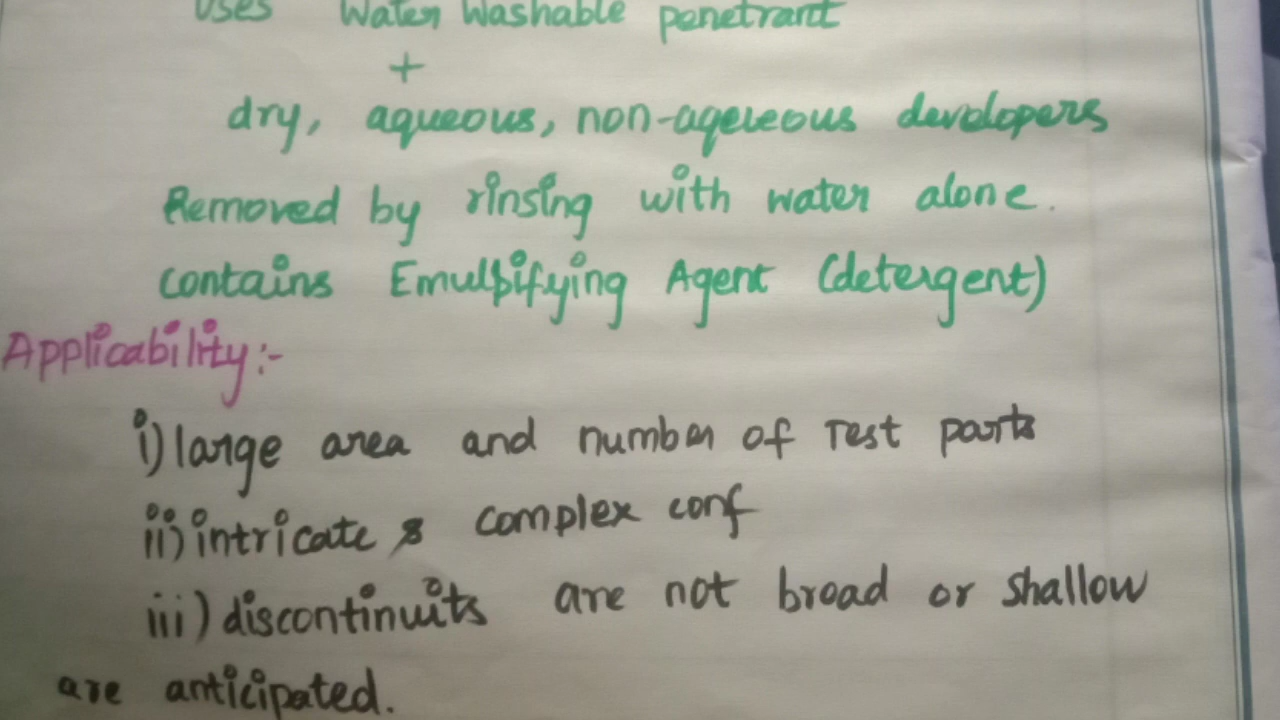 Uses Water Washable penetrant
+
dry, aqueous, non-aqeueous developers
Removed by rinsing with water alone.
contains Emulsifying Agent (detergent)
Applicability:-
i) large area and number of Test parts
ii) intricate & complex conf
iii) discontinuits are not broad or shallow
are anticipated.